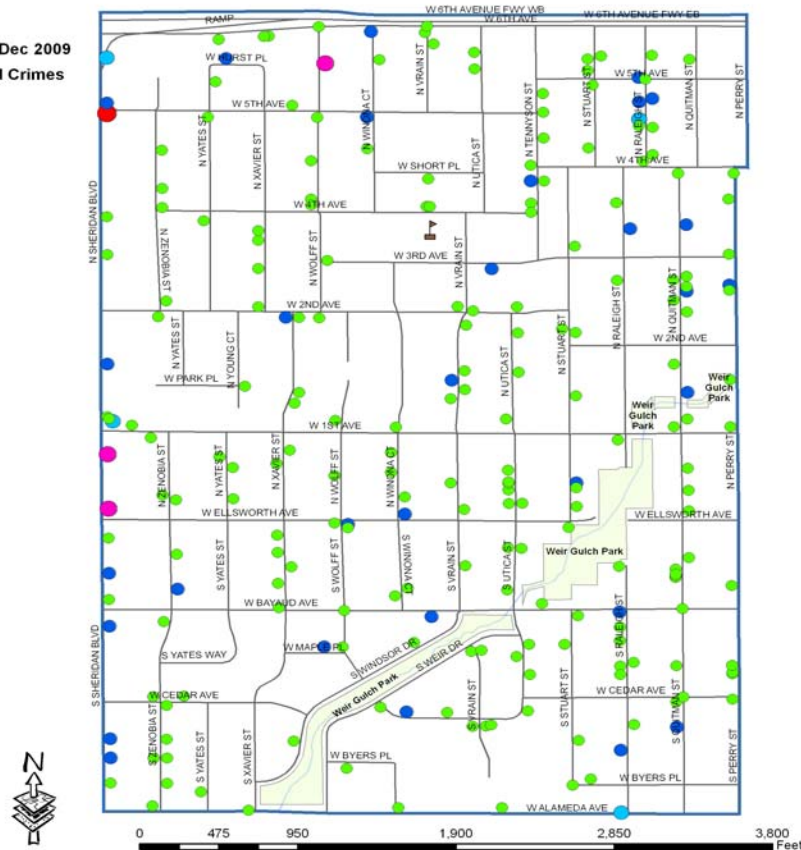 W 6TH AVENUE FWY WB
RAMP
W 6TH AVE
W 6TH AVENUE FWY EB
Dec 2009
d Crimes
W HURST PL
N VRAIN ST
W 5TH AVE
N STUART ST
N QUITMAN ST
N PERRY ST
W 5TH AVE
N WINONA CT
N TENNYSON ST
N RALEIGH ST
N YATES ST
N XAVIER ST
W SHORT PL
N UTICA ST
W 4TH AVE
N SHERIDAN BLVD
W 4TH AVE
N ZENOBIA ST
N WOLFF ST
W 3RD AVE
N VRAIN ST
N RALEIGH ST
N QUITMAN ST
W 2ND AVE
N YATES ST
N YOUNG CT
N UTICA ST
N STUART ST
W 2ND AVE
W PARK PL
Weir
Gulch
Park
Weir
Gulch
Park
W 1ST AVE
N ZENOBIA ST
N YATES ST
N XAVIER ST
N WOLFF ST
N WINONA CT
N PERRY ST
W ELLSWORTH AVE
W ELLSWORTH AVE
S YATES ST
S WOLFF ST
S WINONA CT
S VRAIN ST
S UTICA ST
Weir Gulch Park
W BAYAUD AVE
S SHERIDAN BLVD
S YATES WAY
W MAPLE PL
S WINDSOR DR
S WEIR DR
S RALEIGH ST
Weir Gulch Park
W CEDAR AVE
W CEDAR AVE
S ZENOBIA ST
S YATES ST
S XAVIER ST
S VRAIN ST
S STUART ST
S QUITMAN ST
S PERRY ST
W BYERS PL
W BYERS PL
W ALAMEDA AVE
N
0 475 950 1,900 2,850 3,800
Feet